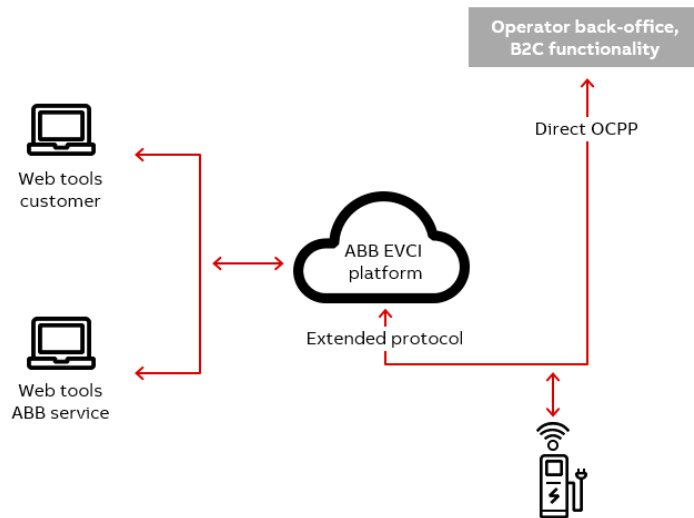 Operator back-office,
B2C functionality
Direct OCPP
Web tools
customer
ABB EVCI
platform
Extended protocol
Web tools
ABB service